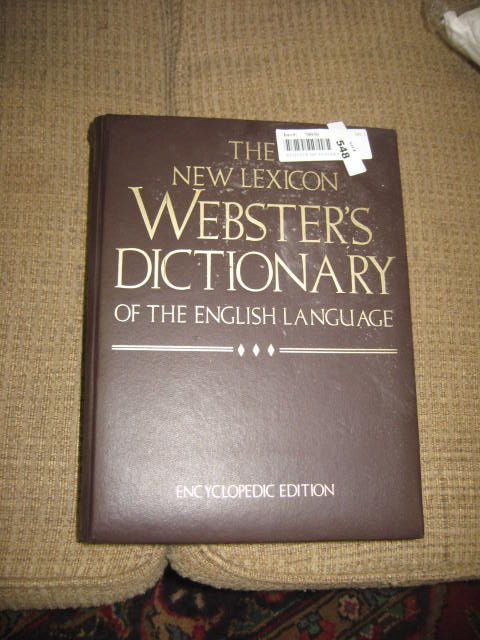 THE
NEW LEXICON
WEBSTER'S
DICTIONARY
OF THE ENGLISH LANGUAGE
ENCYCLOPEDIC EDITION
548